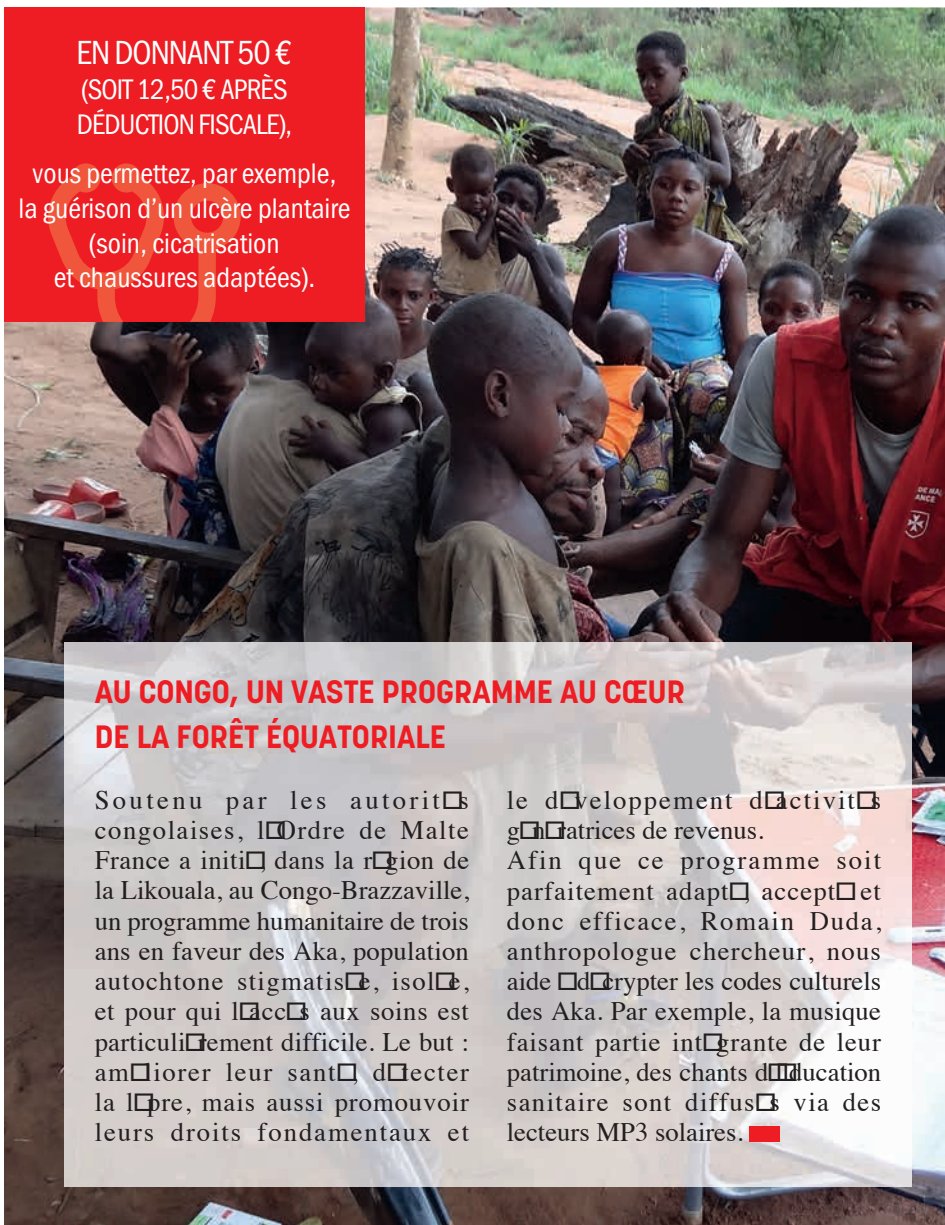 EN DONNANT 50 €
(SOIT 12,50 € APRÈS
DÉDUCTION FISCALE),
vous permettez, par exemple,
la guérison d’un ulcère plantaire
(soin, cicatrisation
et chaussures adaptées).
DE MAL
ANCE
AU CONGO, UN VASTE PROGRAMME AU CŒUR
DE LA FORÊT ÉQUATORIALE
Soutenu par les autorit□s
congolaises, l□Ordre de Malte
France a initi□, dans la r□gion de
la Likouala, au Congo-Brazzaville,
un programme humanitaire de trois
ans en faveur des Aka, population
autochtone stigmatis□e, isol□e,
et pour qui l□acc□s aux soins est
particuli□rement difficile. Le but :
am□liorer leur sant□, d□tecter
la l□pre, mais aussi promouvoir
leurs droits fondamentaux et
le d□veloppement d□activit□s
g□n□ratrices de revenus.
Afin que ce programme soit
parfaitement adapt□, accept□ et
donc efficace, Romain Duda,
anthropologue chercheur, nous
aide □ d□crypter les codes culturels
des Aka. Par exemple, la musique
faisant partie int□grante de leur
patrimoine, des chants d□□ducation
sanitaire sont diffus□s via des
lecteurs MP3 solaires.